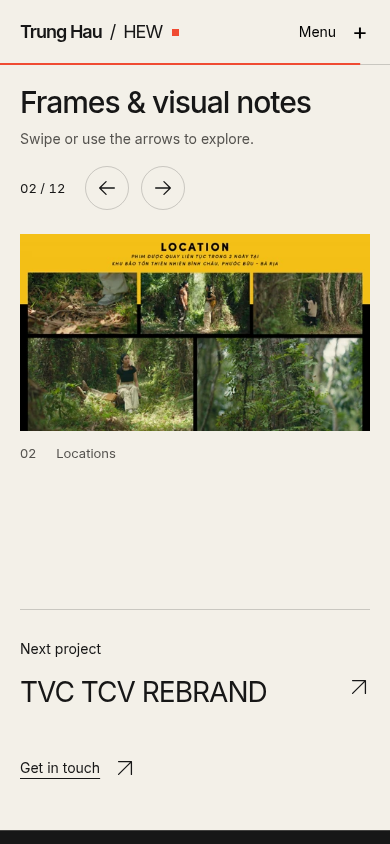 Trung Hau / HEW
Menu +
Frames & visual notes
Swipe or use the arrows to explore.
02 / 12
LOCATION
PHIM ĐƯỢC QUAY LIÊN TỤC TRONG 2 NGÀY TẠI
KHU BẢO TỒN THIÊN NHIÊN BÌNH CHÂU, PHƯỚC BỬU - BÀ RỊA
02 Locations
Next project
TVC TCV REBRAND
Get in touch